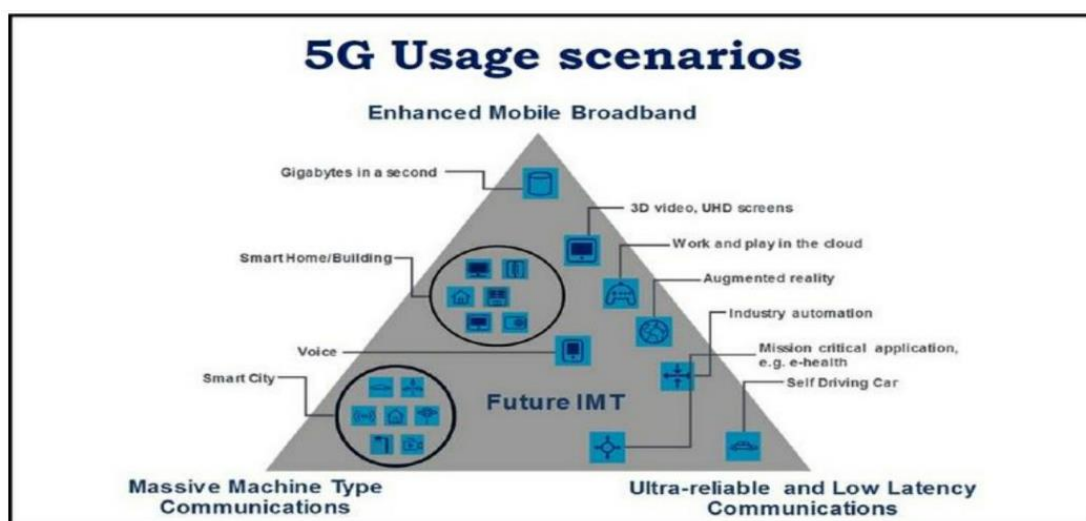 5G Usage scenarios
Enhanced Mobile Broadband
Gigabytes in a second
3D video, UHD screens
Work and play in the cloud
Smart Home/Building
Augmented reality
Industry automation
Voice
Mission critical application,
e.g. e-health
Smart City
Self Driving Car
Future IMT
Massive Machine Type
Communications
Ultra-reliable and Low Latency
Communications